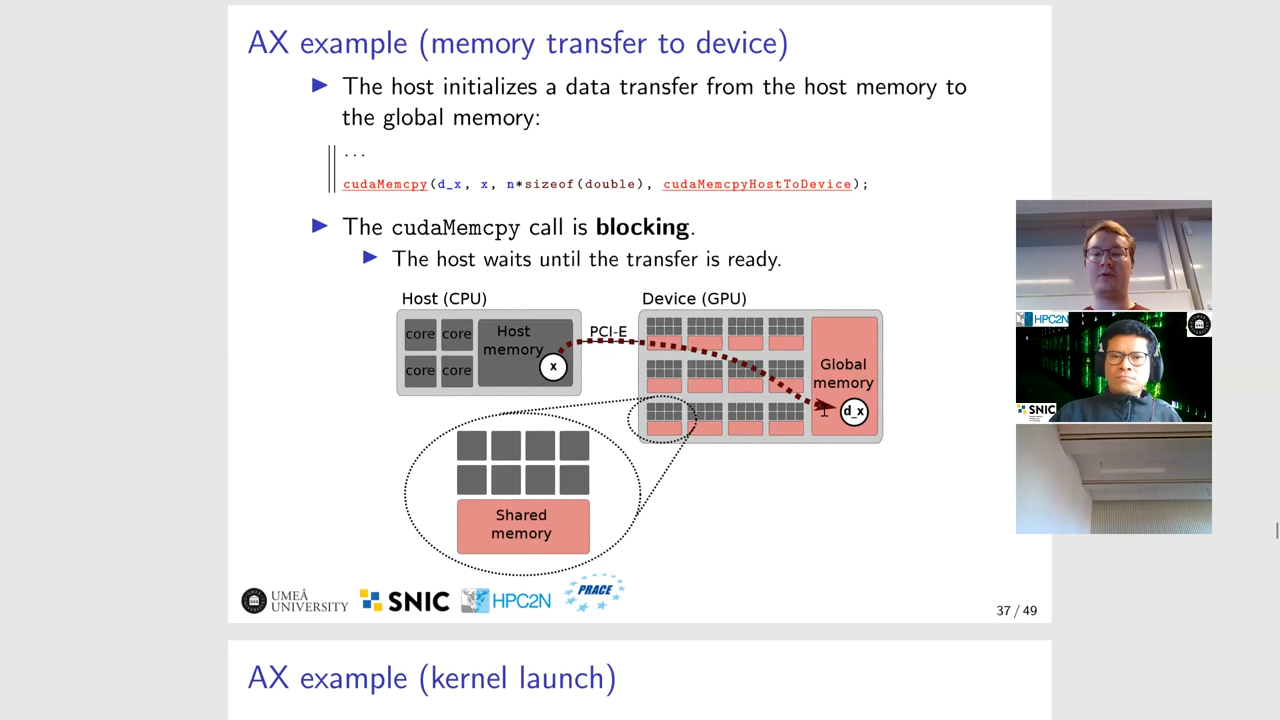 AX example (memory transfer to device)
The host initializes a data transfer from the host memory to
the global memory:
...
cudaMemcpy(d_x, x, n*sizeof(double), cudaMemcpyHostToDevice);
The cudaMemcpy call is blocking.
The host waits until the transfer is ready.
Host (CPU)
Device (GPU)
core core
core core
Host
memory
x
PCI-E
Global
memory
d_x
Shared
memory
UMEÅ
UNIVERSITY
SNIC
HPC2N
PRACE
37 / 49
HPC2N
SNIC
AX example (kernel launch)